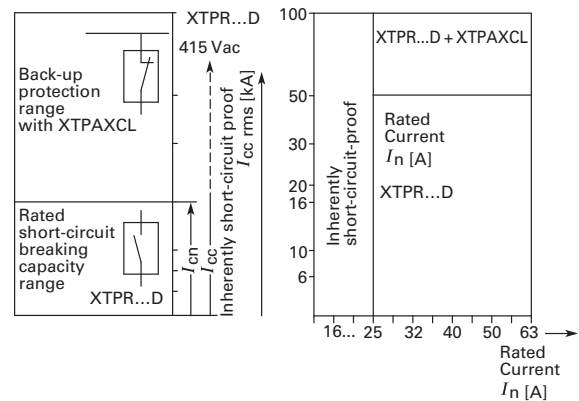 XTPR...D
415 Vac
Back-up
protection
range
with XTPAXCL
Rated
short-circuit
breaking
capacity
range
XTPR...D
Icn
Icc
Inherently short-circuit proof
Icc rms [kA]
100
50
30
20
16
10
6
Inherently
short-circuit-proof
XTPR...D + XTPAXCL
Rated
Current
In [A]
XTPR...D
16... 25 32 40 50 63
Rated
Current
In [A]